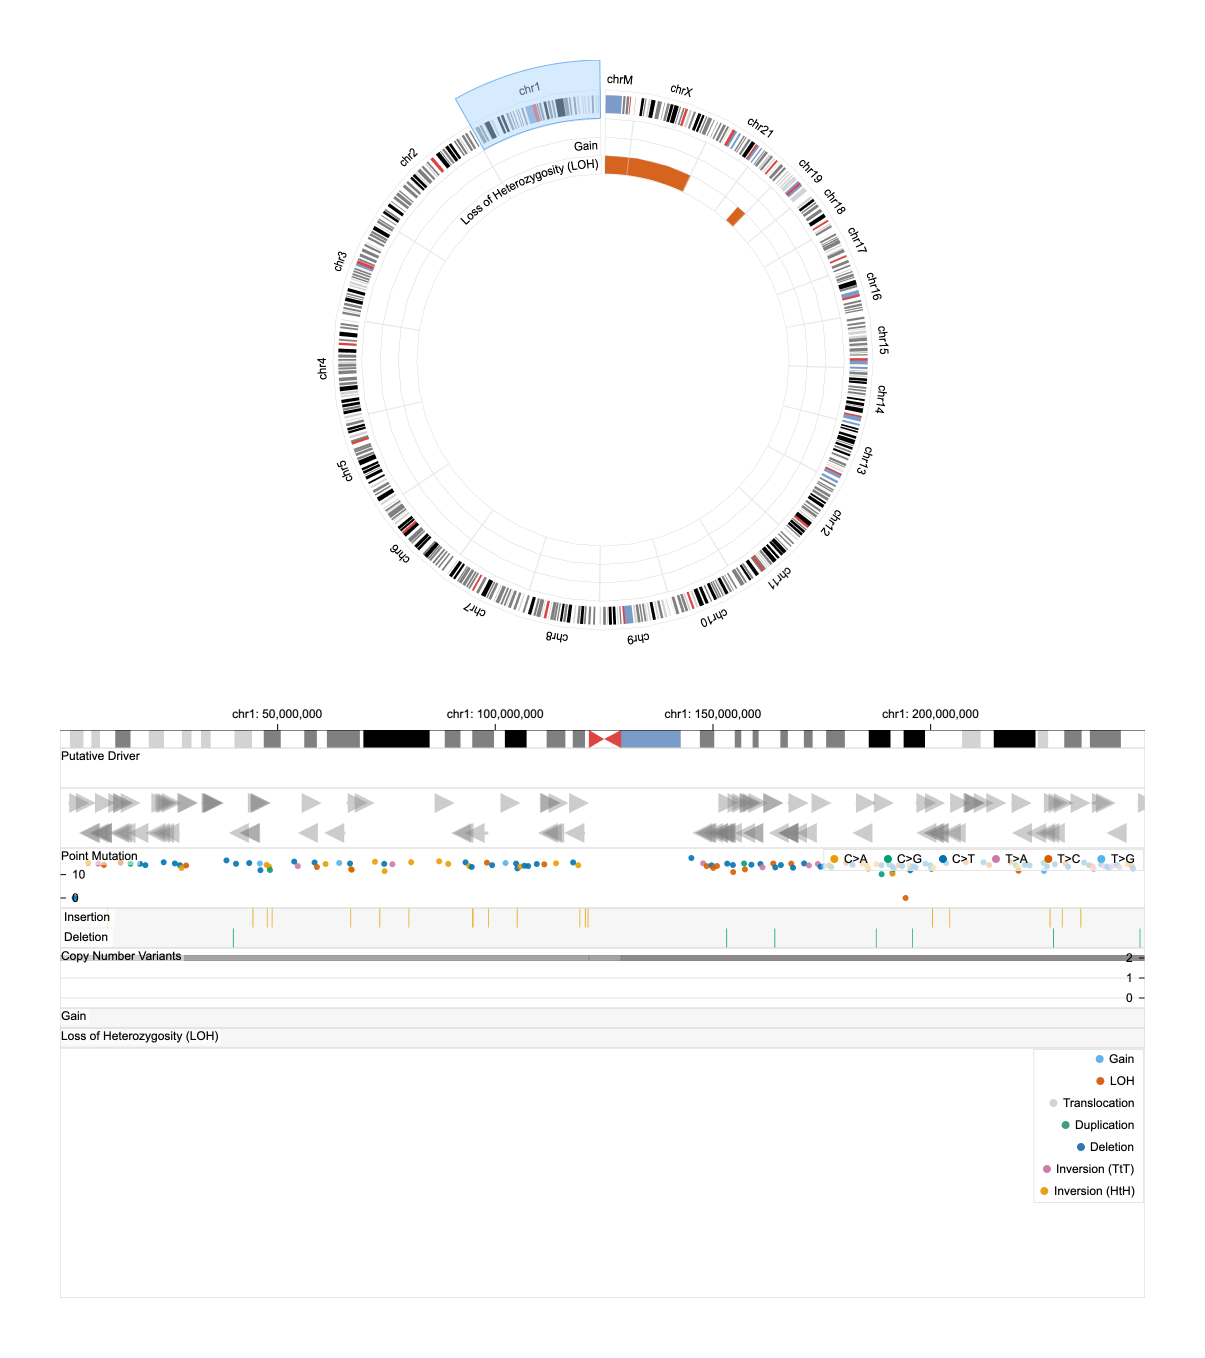 chrM
chrX
chr1
chr21
Gain
chr2
Loss of Heterozygosity (LOH)
chr19
chr18
chr17
chr3
chr16
chr15
chr4
chr14
chr5
chr13
chr12
chr6
chr11
chr7
chr10
chr8
chr9
chr1: 50,000,000 chr1: 100,000,000 chr1: 150,000,000 chr1: 200,000,000
Putative Driver
Point Mutation
C>A C>G C>T T>A T>C T>G
10
0
Insertion
Deletion
Copy Number Variants
2
1
0
Gain
Loss of Heterozygosity (LOH)
Gain
LOH
Translocation
Duplication
Deletion
Inversion (TtT)
Inversion (HtH)